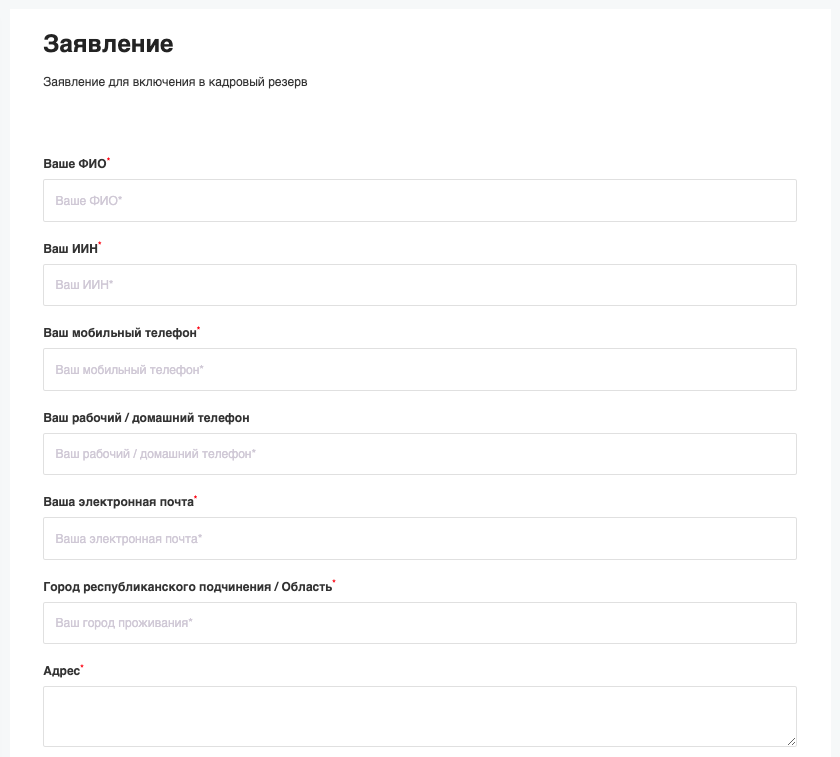 Заявление
Заявление для включения в кадровый резерв
Ваше ФИО*
Ваше ФИО*
Ваш ИИН*
Ваш ИИН*
Ваш мобильный телефон*
Ваш мобильный телефон*
Ваш рабочий / домашний телефон
Ваш рабочий / домашний телефон*
Ваша электронная почта*
Ваша электронная почта*
Город республиканского подчинения / Область*
Ваш город проживания*
Адрес*